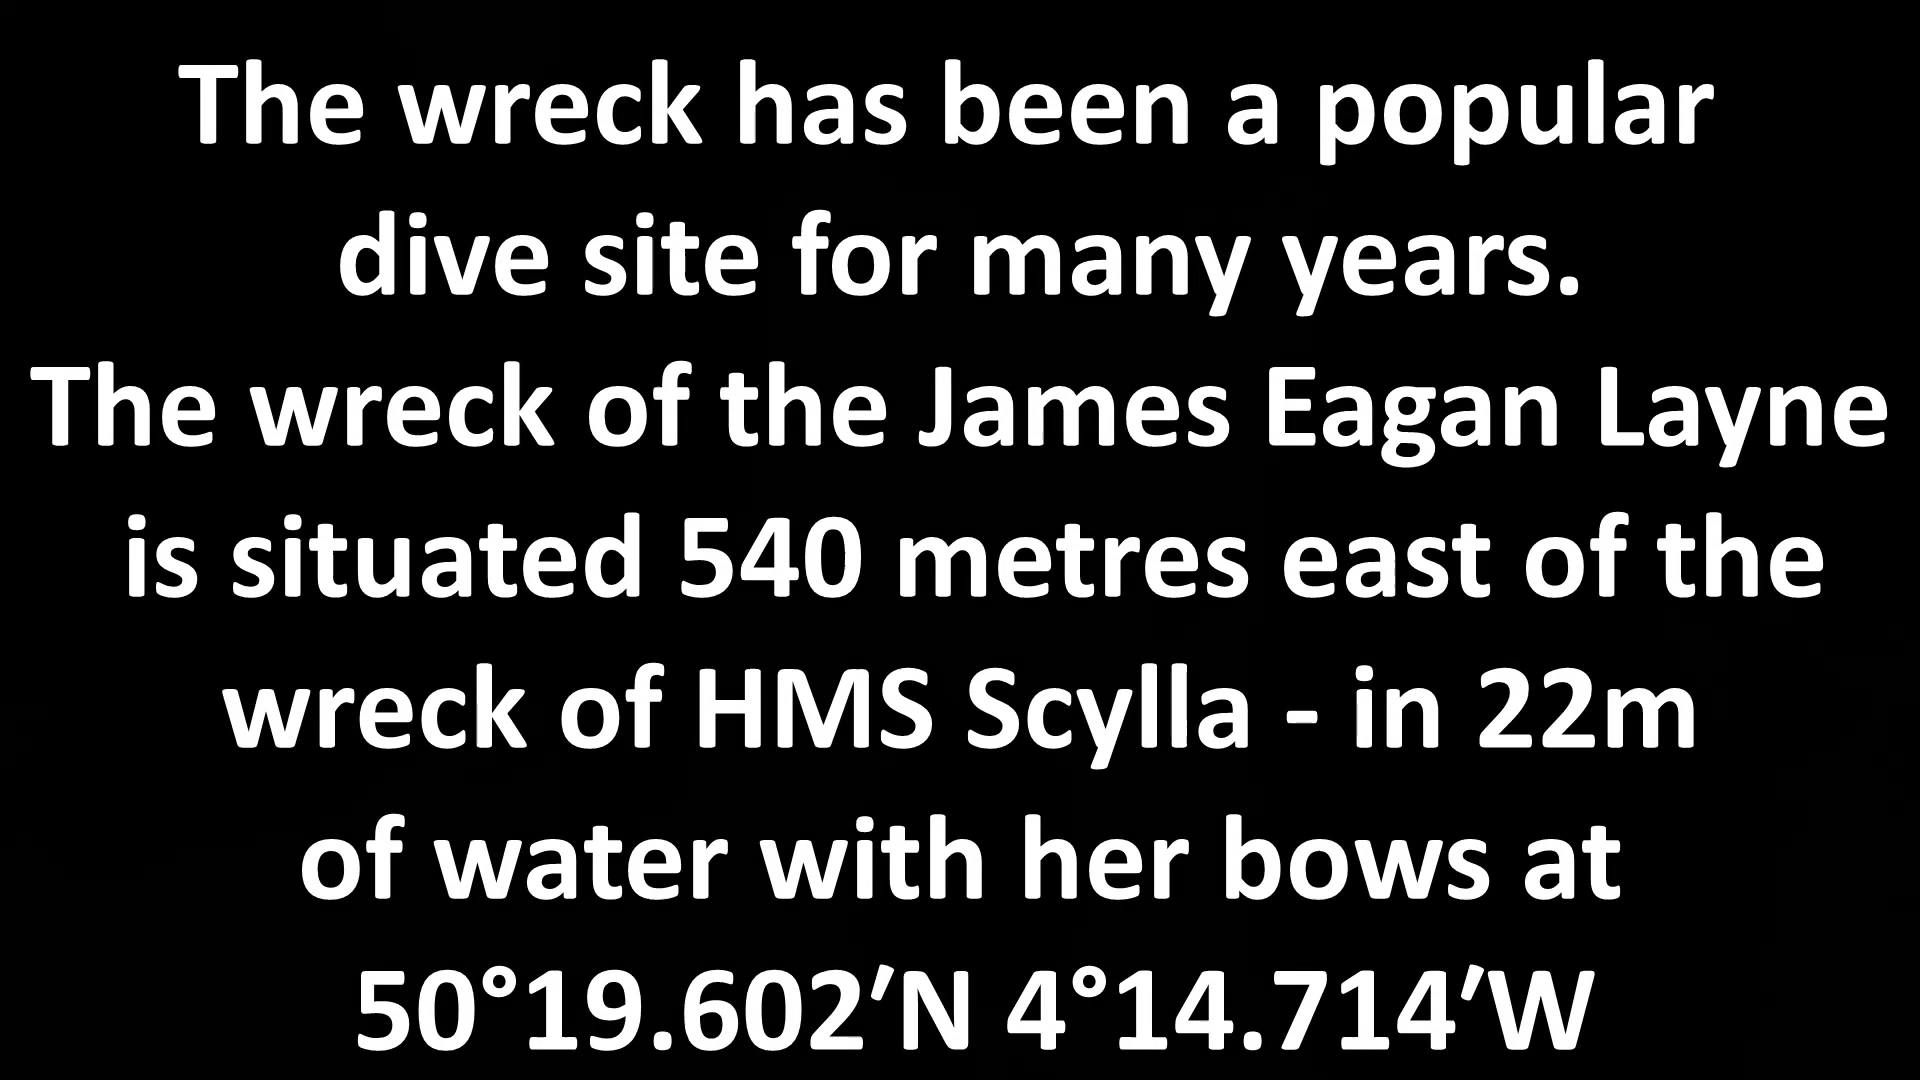 The wreck has been a popular
dive site for many years.
The wreck of the James Eagan Layne
is situated 540 metres east of the
wreck of HMS Scylla - in 22m
of water with her bows at
50°19.602′N 4°14.714′W